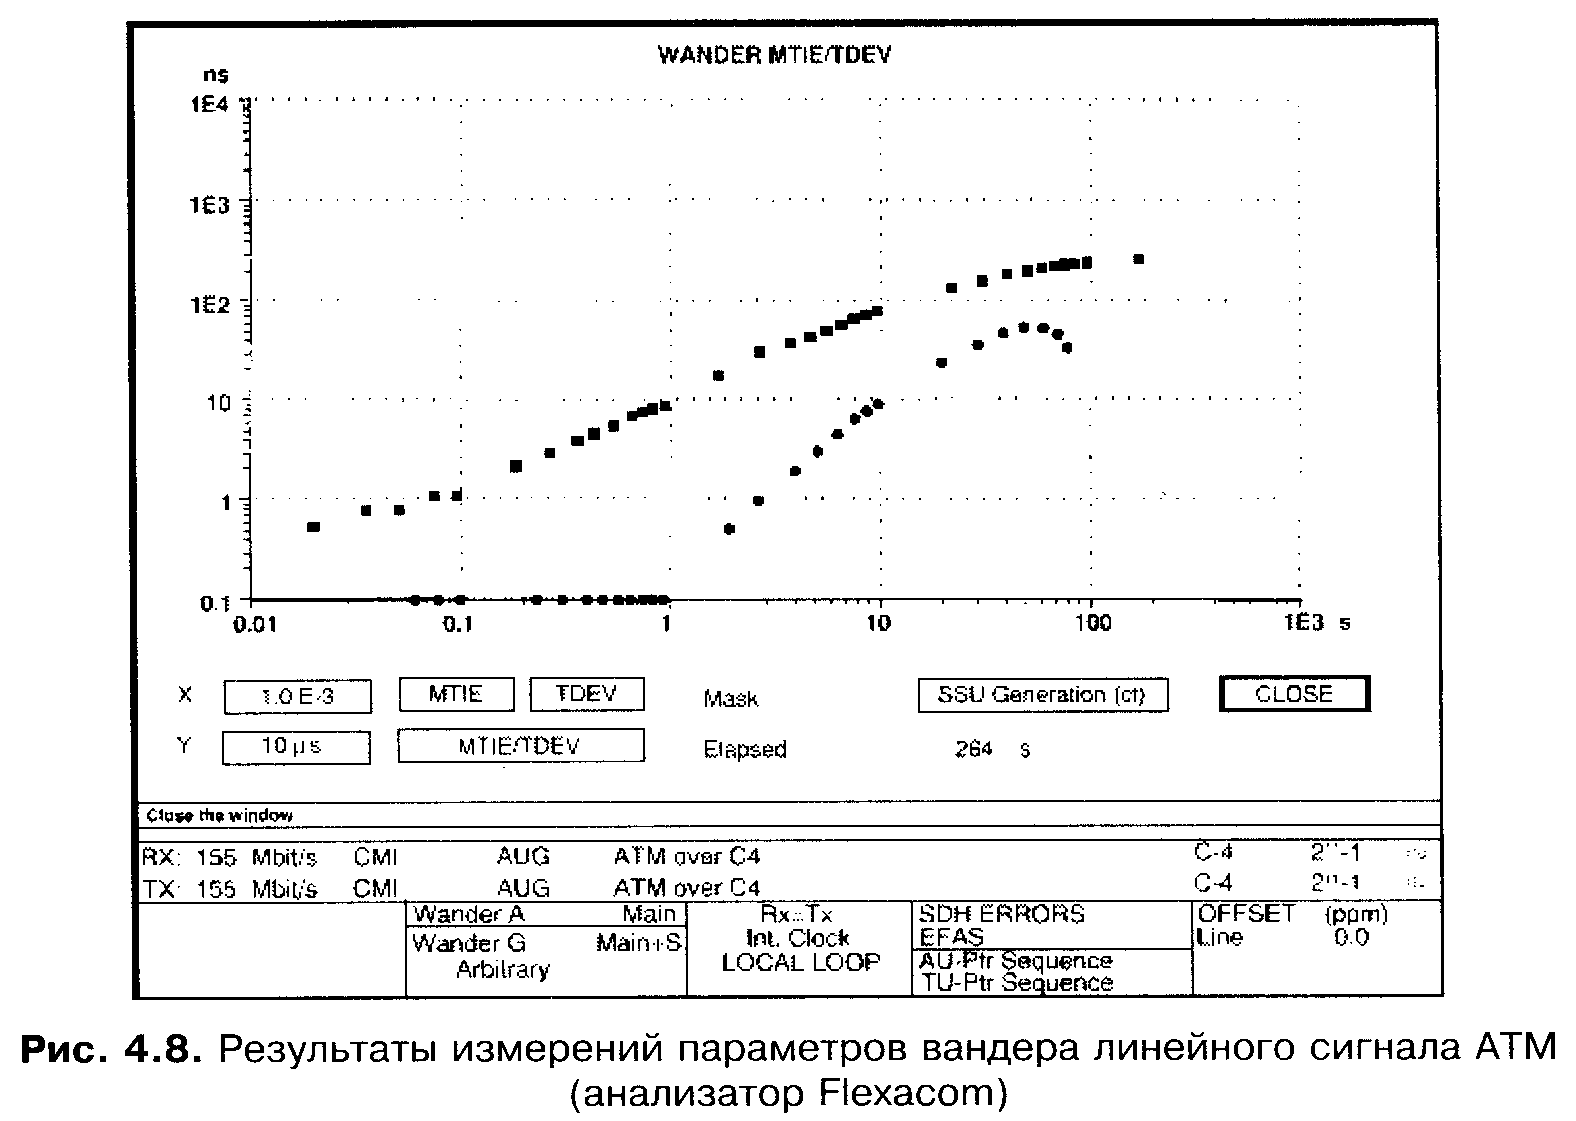 WANDER MTIE/TDEV
ns
1E4
1E3
1E2
10
1
0.1
0.01 0.1 1 10 100 1E3 s
X 1.0 E-3 MTIE TDEV Mask SSU Generation (ct) CLOSE
Y 10 µs MTIE/TDEV Elapsed 264 s
Close the window
RX: 155 Mbit/s CMI AUG ATM over C4 C-4 2''-1
TX: 155 Mbit/s CMI AUG ATM over C4 C-4 2''-1
Wander A Main Rx=Tx SDH ERRORS OFFSET (ppm)
Wander G Main+S Int. Clock EFAS Line 0.0
Arbitrary LOCAL LOOP AU-Ptr Sequence
TU-Ptr Sequence
Рис. 4.8. Результаты измерений параметров вандера линейного сигнала ATM
(анализатор Flexacom)